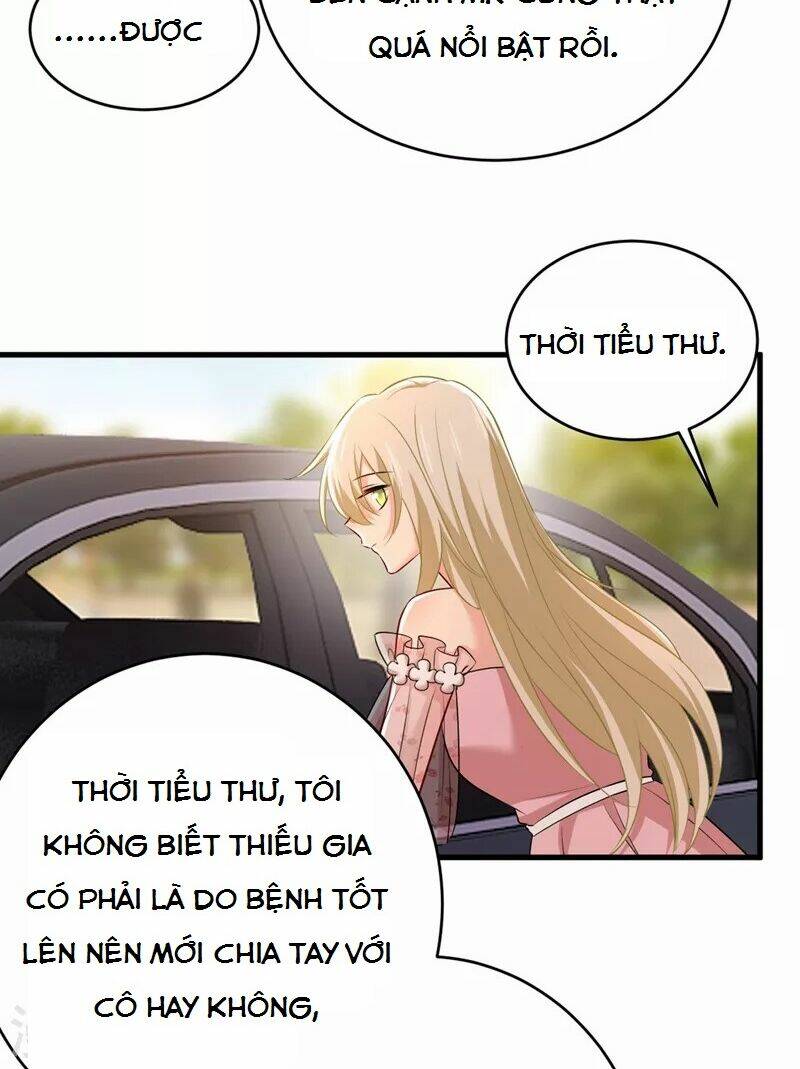 ……ĐƯỢC
QUÁ NỔI BẬT RỒI.
THỜI TIỂU THƯ.
THỜI TIỂU THƯ, TÔI
KHÔNG BIẾT THIẾU GIA
CÓ PHẢI LÀ DO BỆNH TỐT
LÊN NÊN MỚI CHIA TAY VỚI
CÔ HAY KHÔNG,